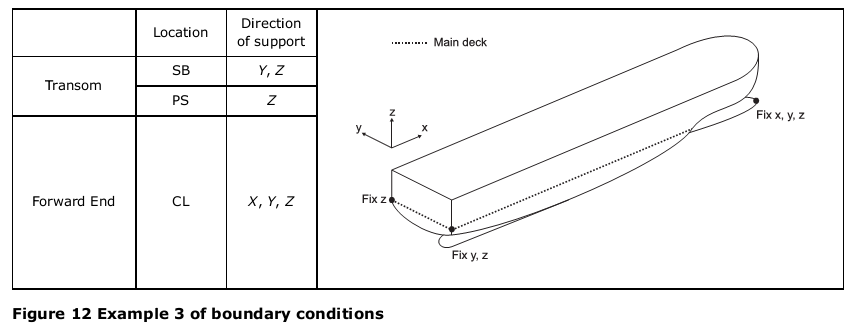 Location
Direction
of support
Transom
SB
Y, Z
PS
Z
Forward End
CL
X, Y, Z
Main deck
z
y
x
Fix x, y, z
Fix z
Fix y, z
Figure 12 Example 3 of boundary conditions